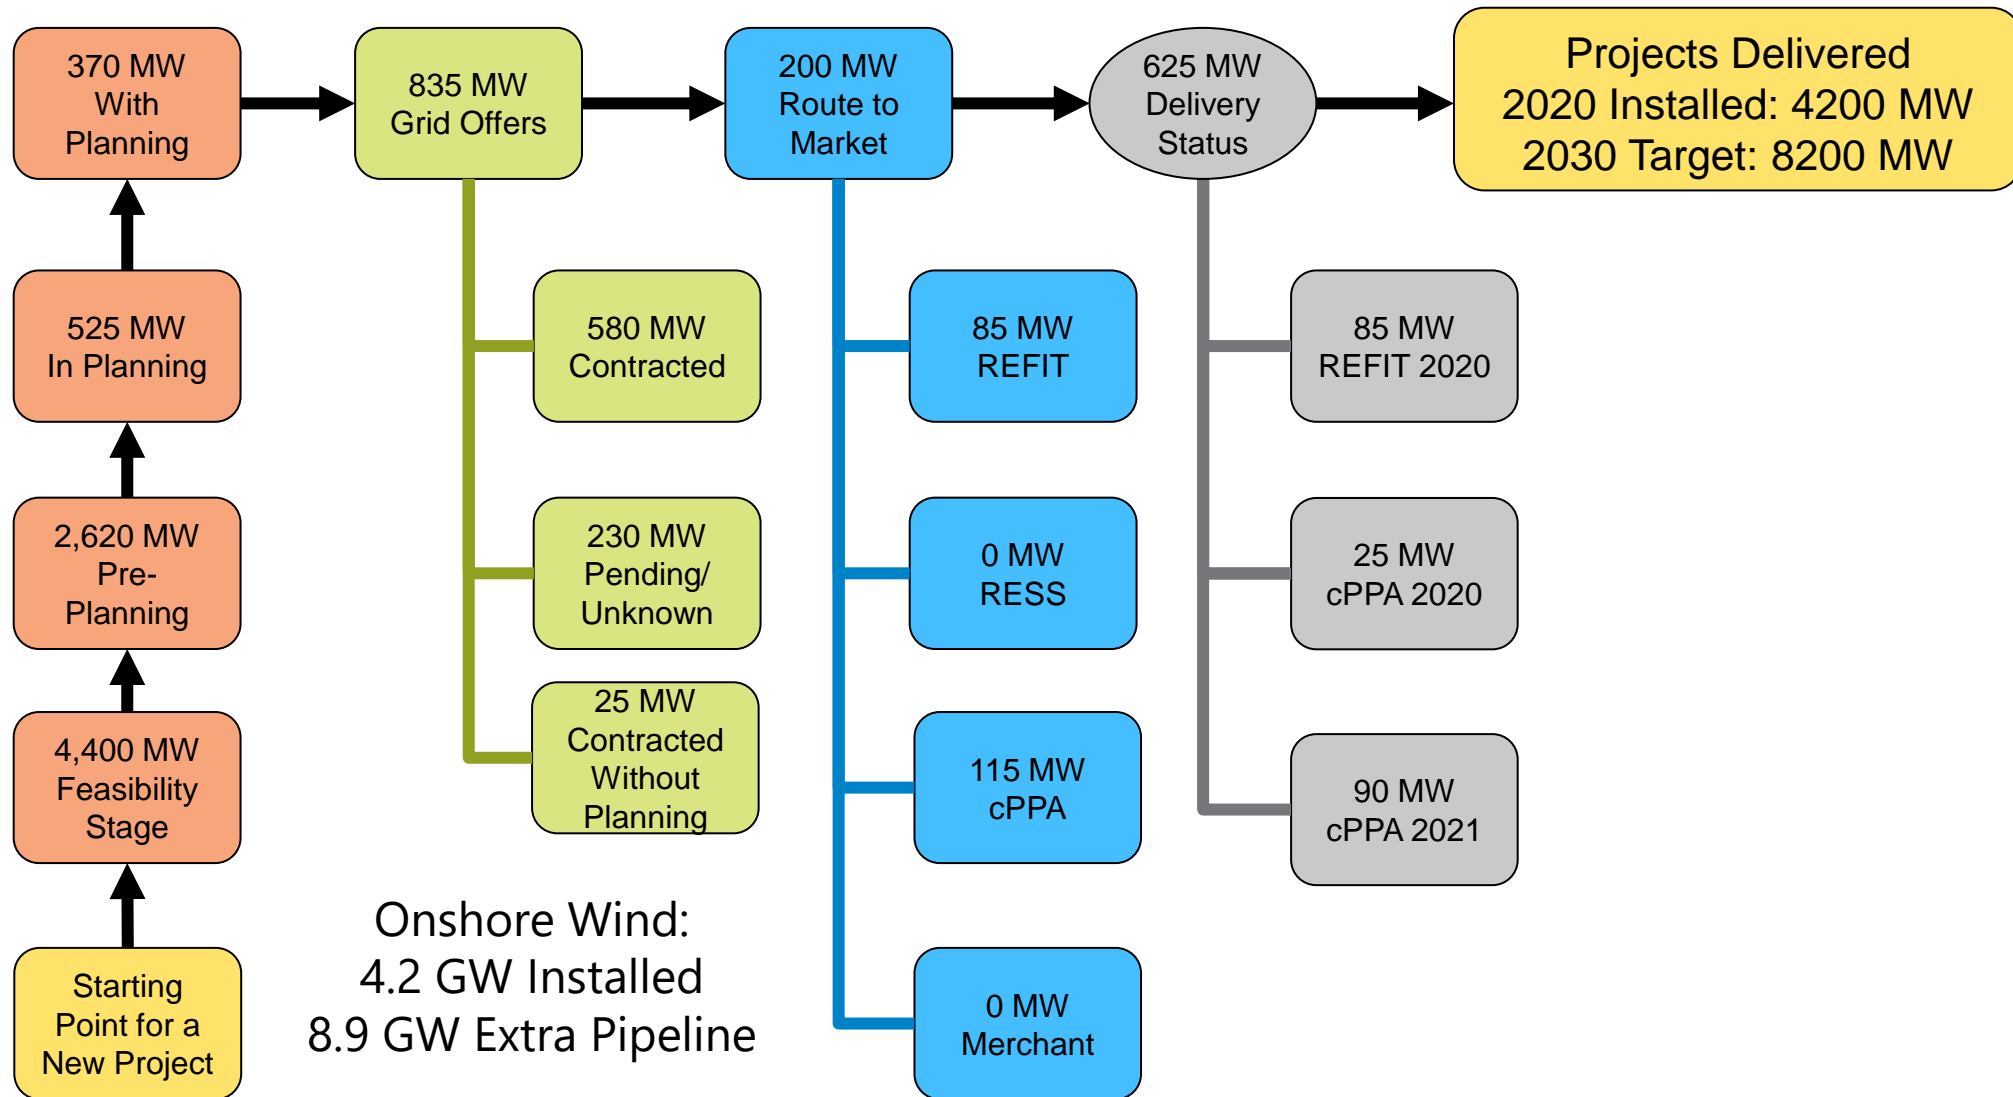 370 MW
With
Planning
835 MW
Grid Offers
200 MW
Route to
Market
625 MW
Delivery
Status
Projects Delivered
2020 Installed: 4200 MW
2030 Target: 8200 MW
525 MW
In Planning
580 MW
Contracted
85 MW
REFIT
85 MW
REFIT 2020
2,620 MW
Pre-
Planning
230 MW
Pending/
Unknown
0 MW
RESS
25 MW
cPPA 2020
4,400 MW
Feasibility
Stage
25 MW
Contracted
Without
Planning
115 MW
cPPA
90 MW
cPPA 2021
Starting
Point for a
New Project
Onshore Wind:
4.2 GW Installed
8.9 GW Extra Pipeline
0 MW
Merchant